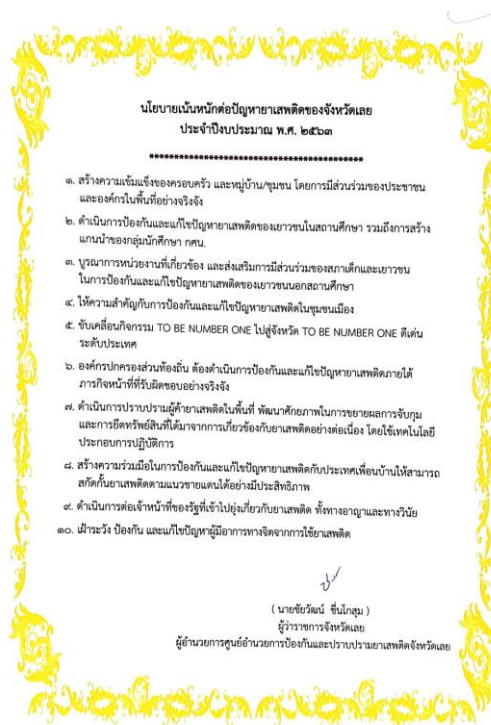 นโยบายเน้นหนักต่อปัญหายาเสพติดของจังหวัดเลย
ประจำปีงบประมาณ พ.ศ. ๒๕๖๓
*******************************************
๑. สร้างความเข้มแข็งของครอบครัว และหมู่บ้าน/ชุมชน โดยการมีส่วนร่วมของประชาชน
และองค์กรในพื้นที่อย่างจริงจัง
๒. ดำเนินการป้องกันและแก้ไขปัญหายาเสพติดของเยาวชนในสถานศึกษา รวมถึงการสร้าง
แกนนำของกลุ่มนักศึกษา กศน.
๓. บูรณาการหน่วยงานที่เกี่ยวข้อง และส่งเสริมการมีส่วนร่วมของสภาเด็กและเยาวชน
ในการป้องกันและแก้ไขปัญหายาเสพติดของเยาวชนนอกสถานศึกษา
๔. ให้ความสำคัญกับการป้องกันและแก้ไขปัญหายาเสพติดในชุมชนเมือง
๕. ขับเคลื่อนกิจกรรม TO BE NUMBER ONE ไปสู่จังหวัด TO BE NUMBER ONE ดีเด่น
ระดับประเทศ
๖. องค์กรปกครองส่วนท้องถิ่น ต้องดำเนินการป้องกันและแก้ไขปัญหายาเสพติดภายใต้
ภารกิจหน้าที่ที่รับผิดชอบอย่างจริงจัง
๗. ดำเนินการปราบปรามผู้ค้ายาเสพติดในพื้นที่ พัฒนาศักยภาพในการขยายผลการจับกุม
และการยึดทรัพย์สินที่ได้มาจากการเกี่ยวข้องกับยาเสพติดอย่างต่อเนื่อง โดยใช้เทคโนโลยี
ประกอบการปฏิบัติการ
๘. สร้างความร่วมมือในการป้องกันและแก้ไขปัญหายาเสพติดกับประเทศเพื่อนบ้านให้สามารถ
สกัดกั้นยาเสพติดตามแนวชายแดนได้อย่างมีประสิทธิภาพ
๙. ดำเนินการต่อเจ้าหน้าที่ของรัฐที่เข้าไปยุ่งเกี่ยวกับยาเสพติด ทั้งทางอาญาและทางวินัย
๑๐. เฝ้าระวัง ป้องกัน และแก้ไขปัญหาผู้มีอาการทางจิตจากการใช้ยาเสพติด
( นายชัยวัฒน์ ชื่นโกสุม )
ผู้ว่าราชการจังหวัดเลย
ผู้อำนวยการศูนย์อำนวยการป้องกันและปราบปรามยาเสพติดจังหวัดเลย